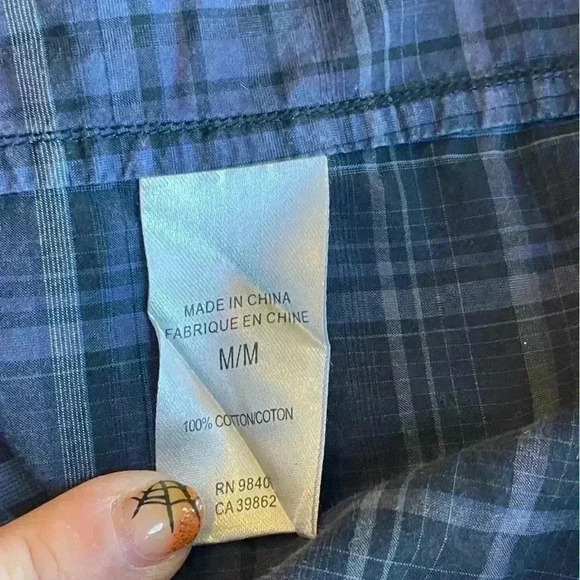 MADE IN CHINA
FABRIQUE EN CHINE
M/M
100% COTTON/COTON
RN 9840
CA 39862